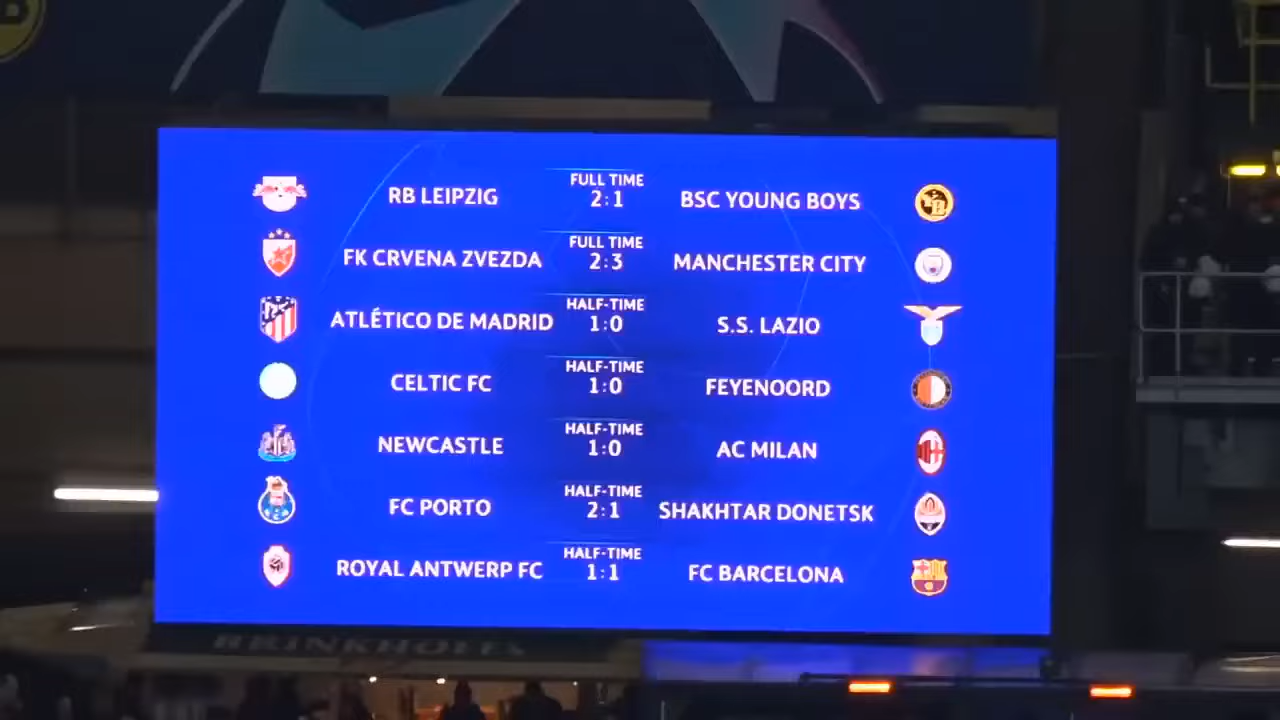 RB LEIPZIG FULL TIME 2:1 BSC YOUNG BOYS
FK CRVENA ZVEZDA FULL TIME 2:3 MANCHESTER CITY
ATLÉTICO DE MADRID HALF-TIME 1:0 S.S. LAZIO
CELTIC FC HALF-TIME 1:0 FEYENOORD
NEWCASTLE HALF-TIME 1:0 AC MILAN
FC PORTO HALF-TIME 2:1 SHAKHTAR DONETSK
ROYAL ANTWERP FC HALF-TIME 1:1 FC BARCELONA